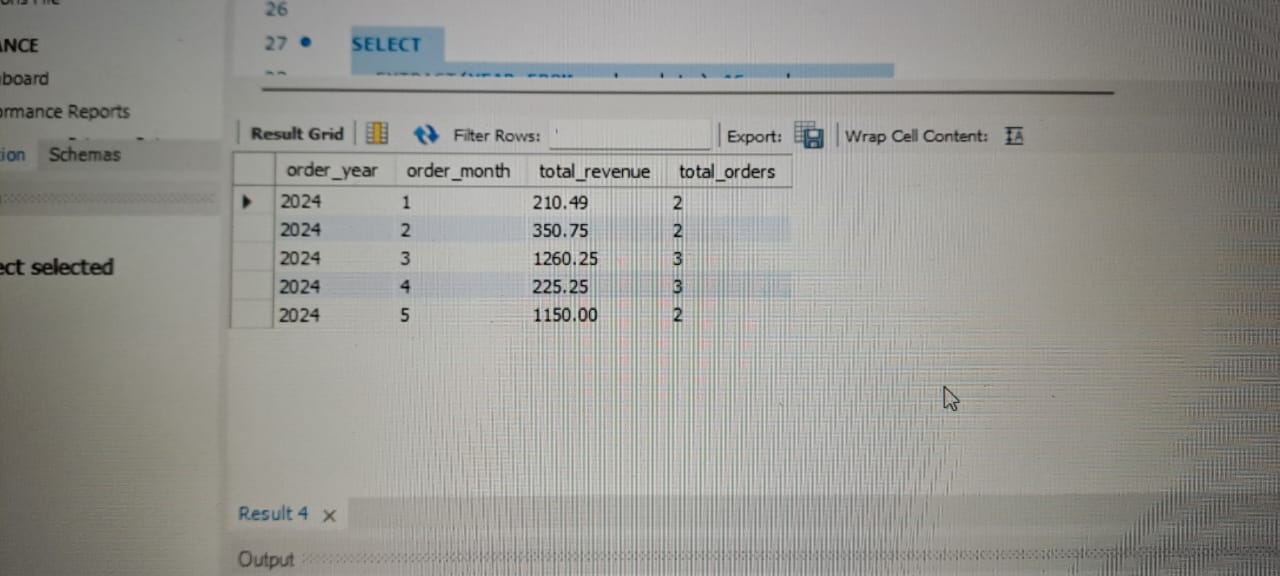 26
ANCE
27 SELECT
board
ormance Reports
Result Grid Filter Rows: Export: Wrap Cell Content:
ion Schemas
order_year order_month total_revenue total_orders
2024 1 210.49 2
2024 2 350.75 2
2024 3 1260.25 3
2024 4 225.25 3
2024 5 1150.00 2
ect selected
Result 4
Output